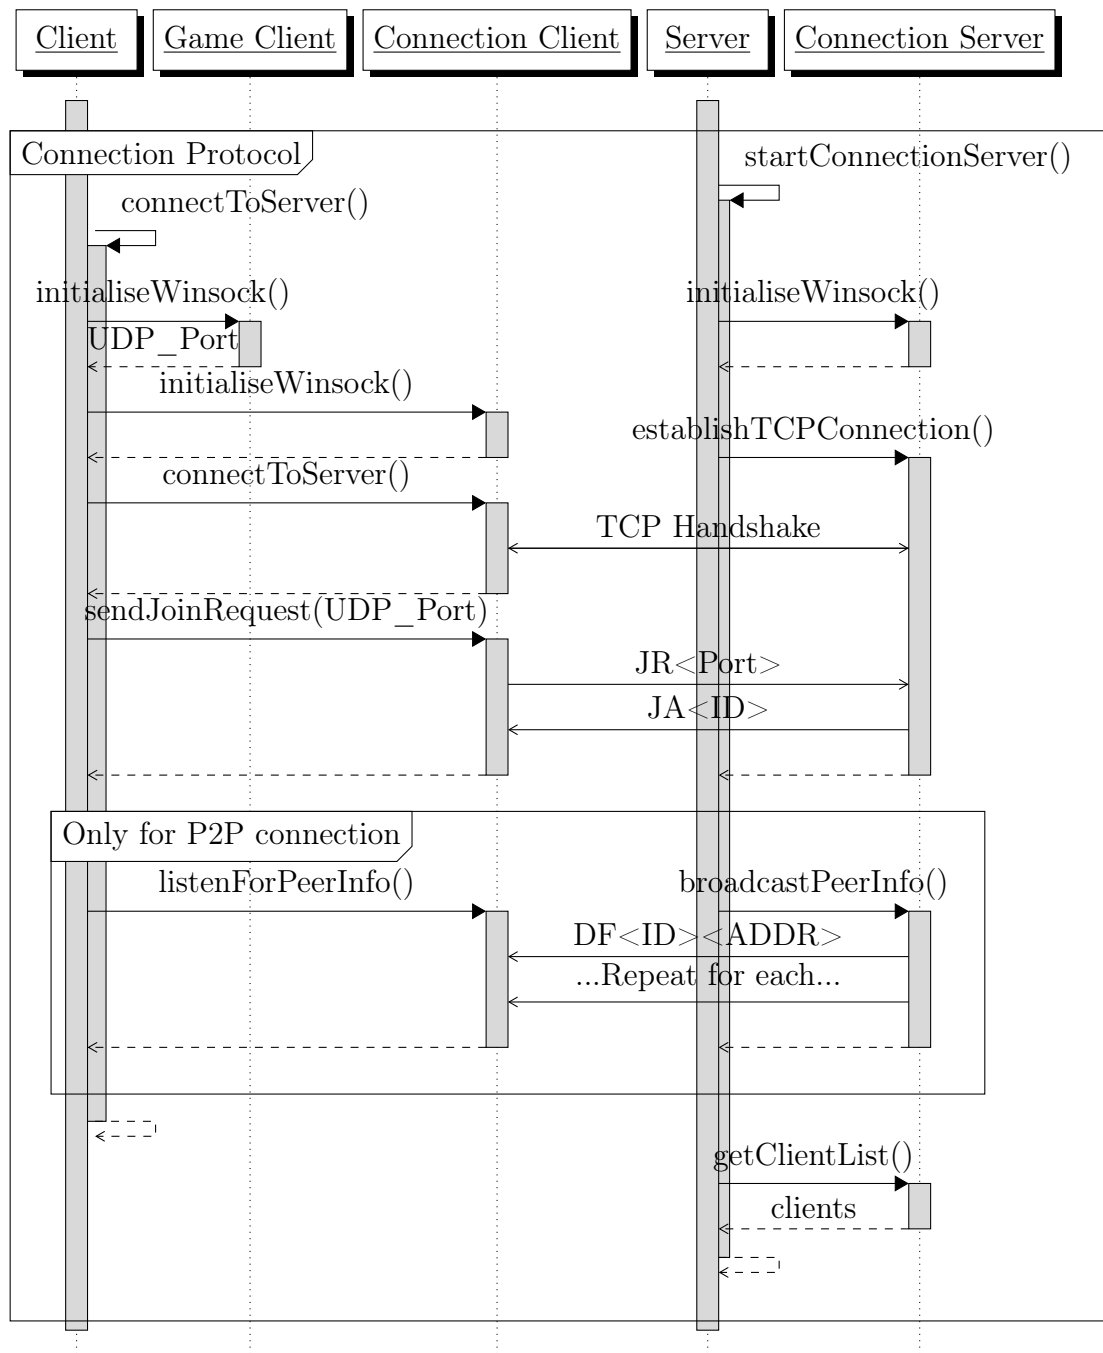 Client
Game Client
Connection Client
Server
Connection Server
Connection Protocol
startConnectionServer()
connectToServer()
initialiseWinsock()
initialiseWinsock()
UDP_Port
initialiseWinsock()
establishTCPConnection()
connectToServer()
TCP Handshake
sendJoinRequest(UDP_Port)
JR<Port>
JA<ID>
Only for P2P connection
listenForPeerInfo()
broadcastPeerInfo()
DF<ID><ADDR>
...Repeat for each...
getClientList()
clients